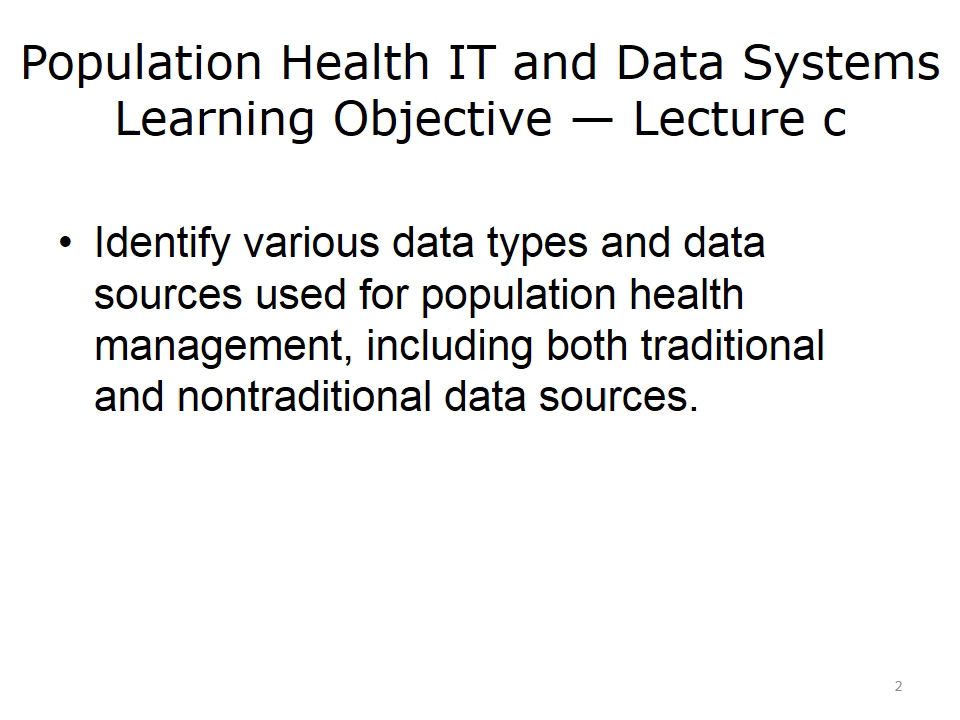 Population Health IT and Data Systems
Learning Objective — Lecture c
• Identify various data types and data
sources used for population health
management, including both traditional
and nontraditional data sources.
2